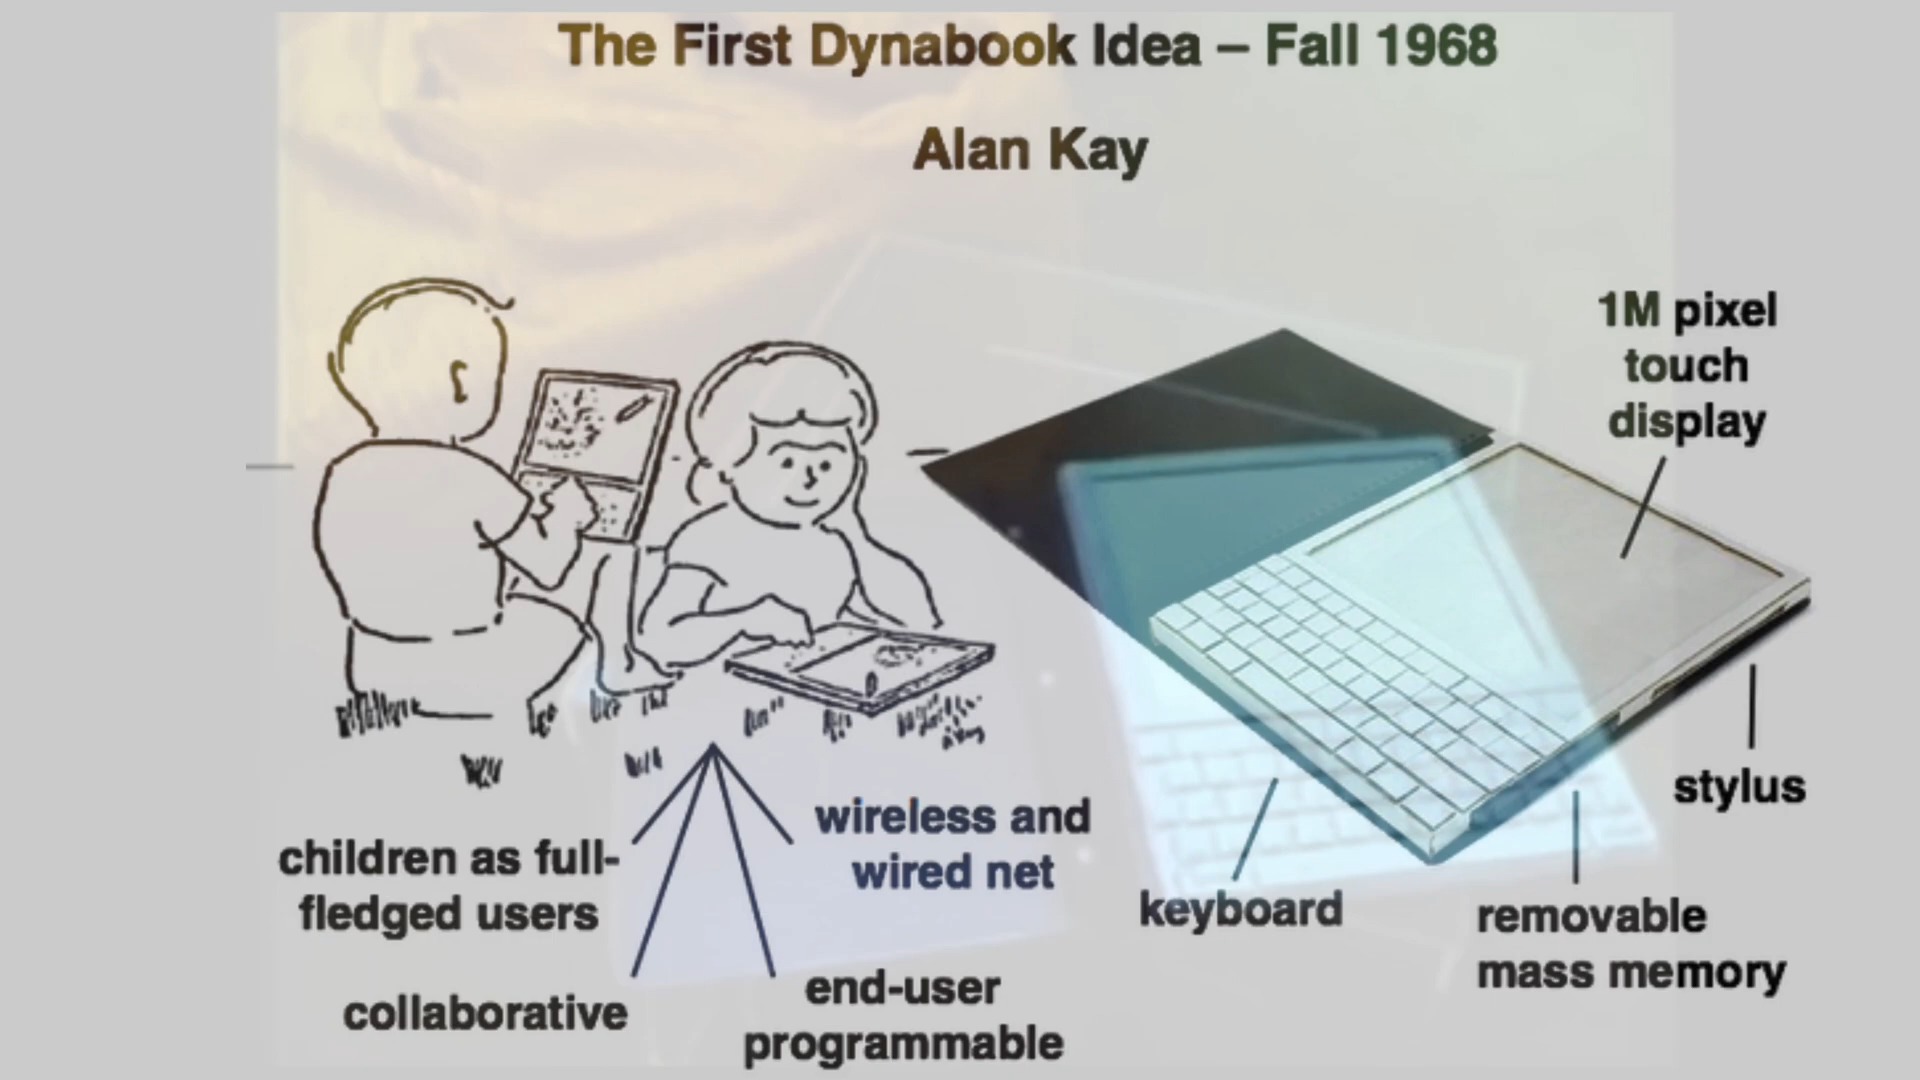 The First Dynabook Idea – Fall 1968
Alan Kay
1M pixel
touch
display
stylus
wireless and
wired net
children as full-
fledged users
keyboard
removable
mass memory
collaborative
end-user
programmable